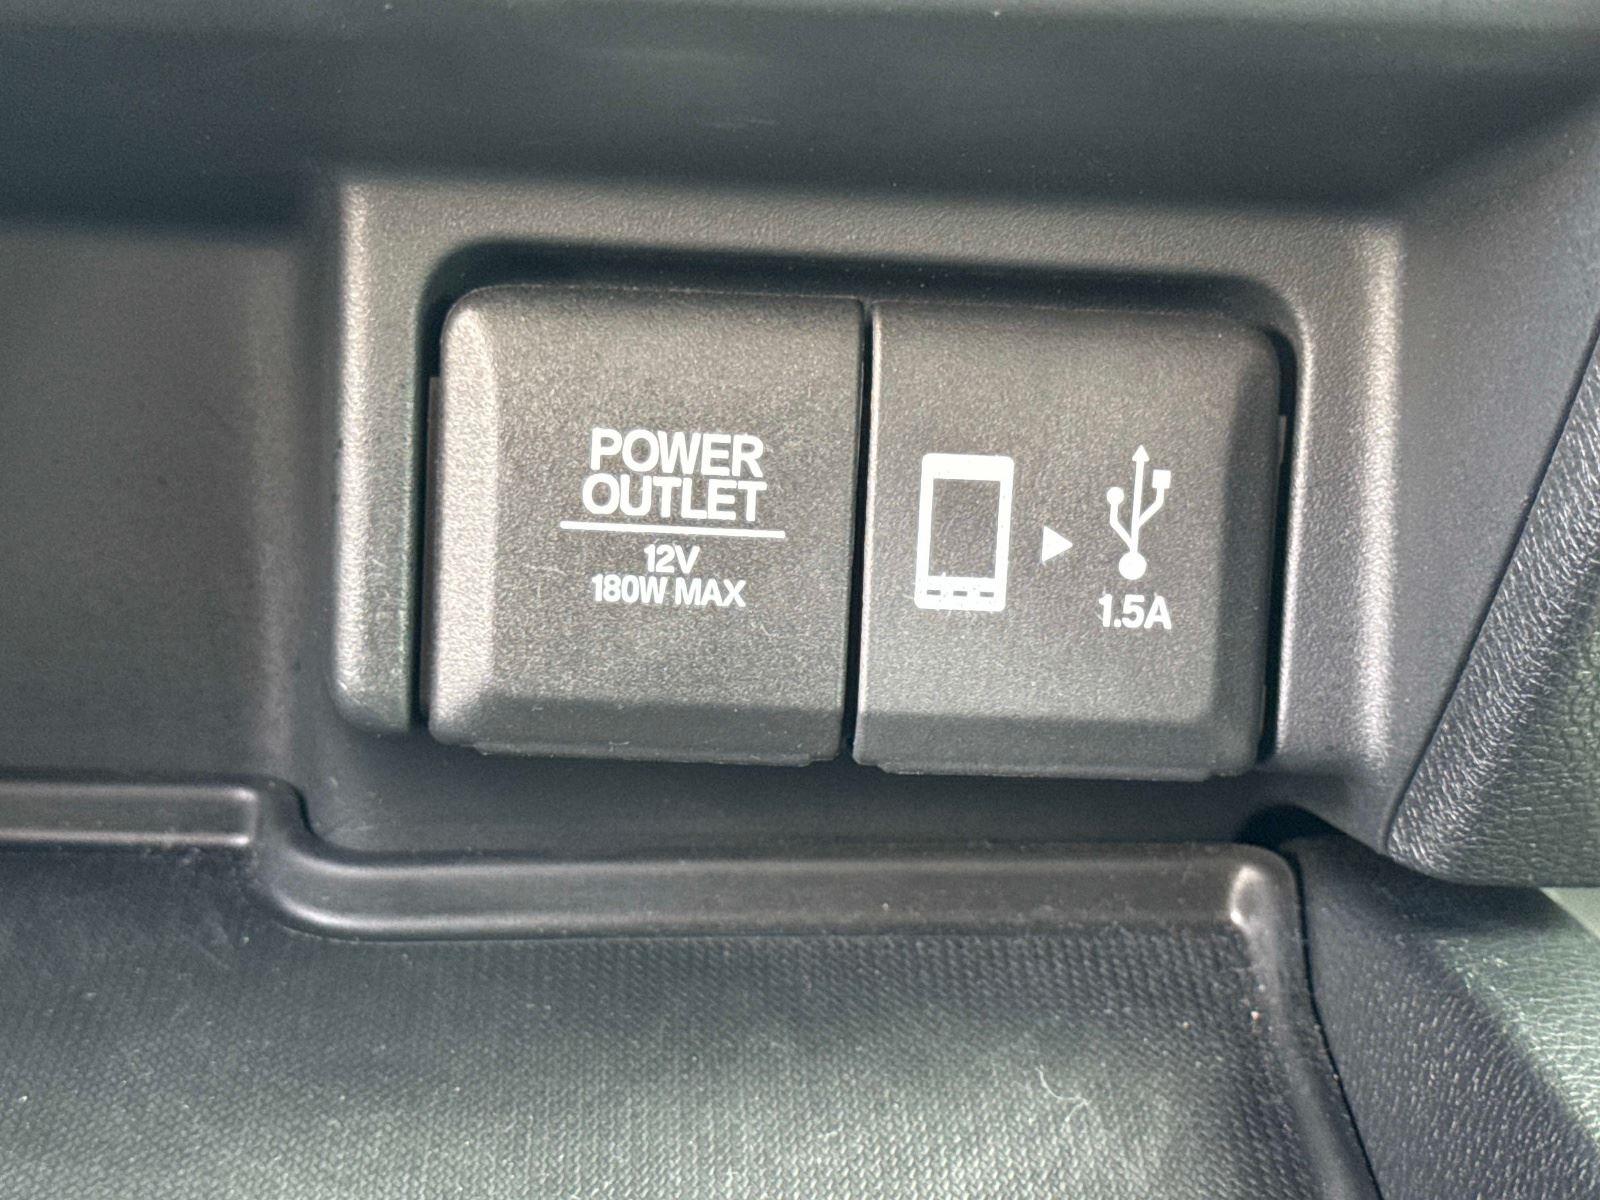 POWER
OUTLET
12V
180W MAX
1.5A